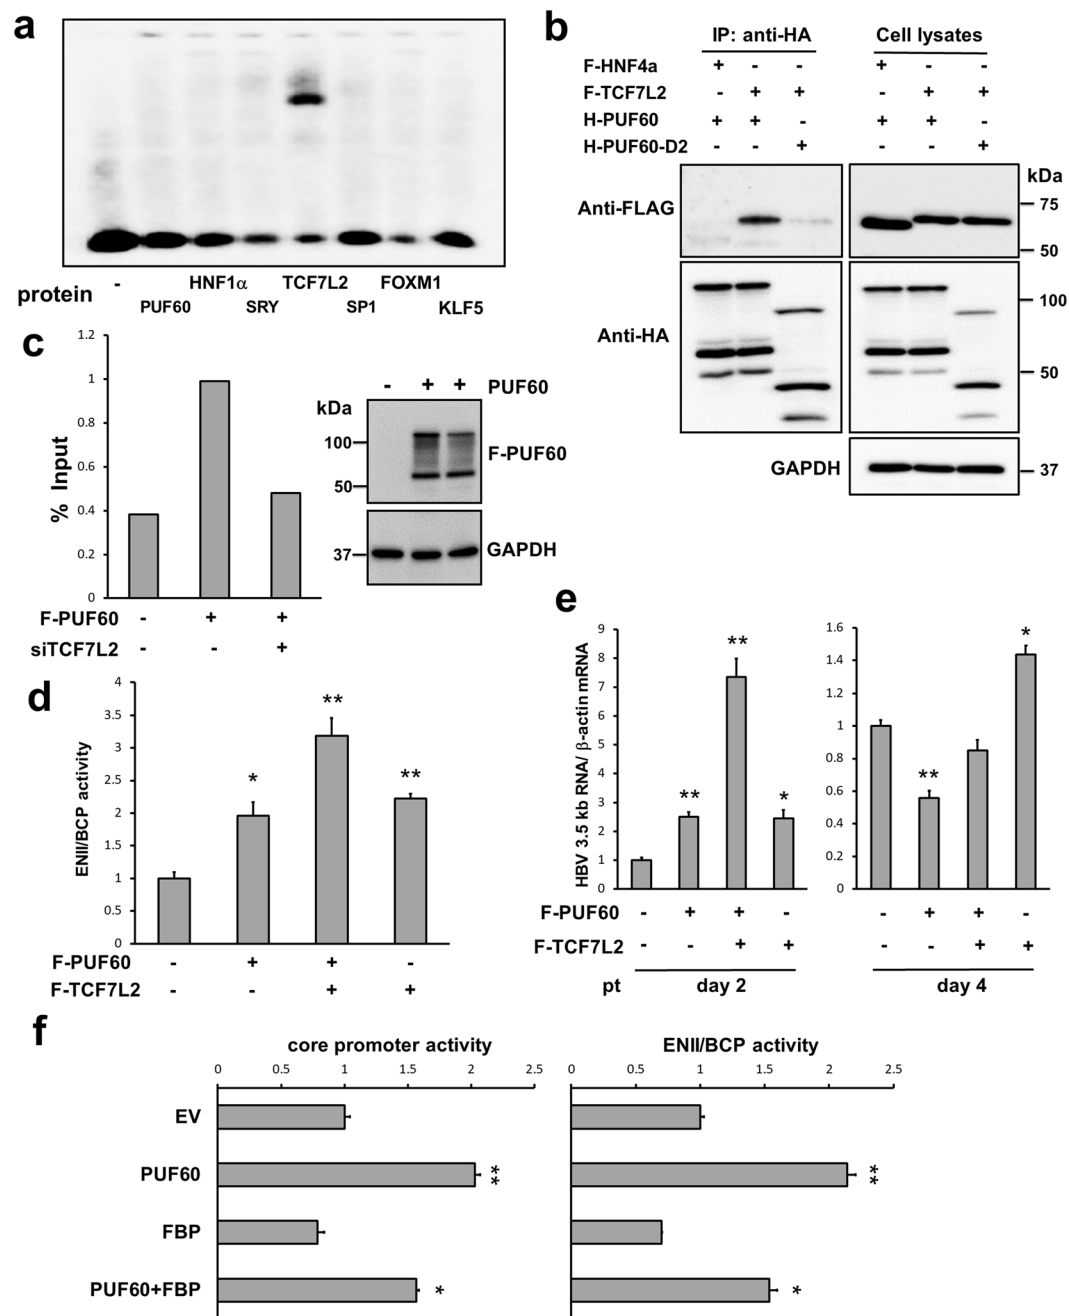 a
protein
-
HNF1α
TCF7L2
FOXM1
PUF60
SRY
SP1
KLF5
b
IP: anti-HA
Cell lysates
F-HNF4a + - - + - -
F-TCF7L2 - + + - + +
H-PUF60 + + - + + -
H-PUF60-D2 - - + - - +
kDa
Anti-FLAG
75
50
Anti-HA
100
50
GAPDH
37
c
% Input
1.2
1
0.8
0.6
0.4
0.2
0
F-PUF60 - + +
siTCF7L2 - - +
- + + PUF60
kDa
100
50
F-PUF60
37
GAPDH
d
ENII/BCP activity
4
3.5
3
2.5
2
1.5
1
0.5
0
*
**
**
F-PUF60 - + + -
F-TCF7L2 - - + +
e
HBV 3.5 kb RNA/ β-actin mRNA
9
8
7
6
5
4
3
2
1
0
**
**
*
1.6
1.4
1.2
1
0.8
0.6
0.4
0.2
0
**
*
F-PUF60 - + + - - + + -
F-TCF7L2 - - + + - - + +
pt day 2 day 4
f
core promoter activity
0 0.5 1 1.5 2 2.5
ENII/BCP activity
0 0.5 1 1.5 2 2.5
EV
PUF60 ** **
FBP
PUF60+FBP * *